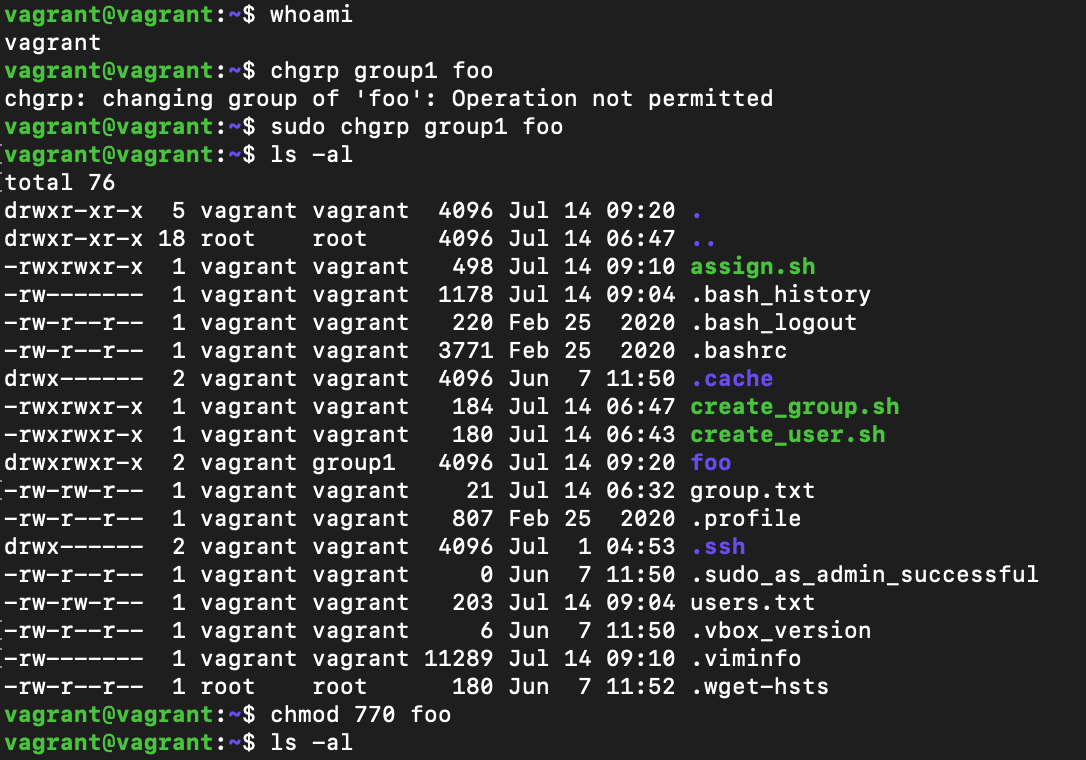 vagrant@vagrant:~$ whoami
vagrant
vagrant@vagrant:~$ chgrp group1 foo
chgrp: changing group of 'foo': Operation not permitted
vagrant@vagrant:~$ sudo chgrp group1 foo
vagrant@vagrant:~$ ls -al
total 76
drwxr-xr-x  5 vagrant vagrant  4096 Jul 14 09:20 .
drwxr-xr-x 18 root    root     4096 Jul 14 06:47 ..
-rwxrwxr-x  1 vagrant vagrant   498 Jul 14 09:10 assign.sh
-rw-------  1 vagrant vagrant  1178 Jul 14 09:04 .bash_history
-rw-r--r--  1 vagrant vagrant   220 Feb 25  2020 .bash_logout
-rw-r--r--  1 vagrant vagrant  3771 Feb 25  2020 .bashrc
drwx------  2 vagrant vagrant  4096 Jun  7 11:50 .cache
-rwxrwxr-x  1 vagrant vagrant   184 Jul 14 06:47 create_group.sh
-rwxrwxr-x  1 vagrant vagrant   180 Jul 14 06:43 create_user.sh
drwxrwxr-x  2 vagrant group1   4096 Jul 14 09:20 foo
-rw-rw-r--  1 vagrant vagrant    21 Jul 14 06:32 group.txt
-rw-r--r--  1 vagrant vagrant   807 Feb 25  2020 .profile
drwx------  2 vagrant vagrant  4096 Jul  1 04:53 .ssh
-rw-r--r--  1 vagrant vagrant     0 Jun  7 11:50 .sudo_as_admin_successful
-rw-rw-r--  1 vagrant vagrant   203 Jul 14 09:04 users.txt
-rw-r--r--  1 vagrant vagrant     6 Jun  7 11:50 .vbox_version
-rw-------  1 vagrant vagrant 11289 Jul 14 09:10 .viminfo
-rw-r--r--  1 root    root      180 Jun  7 11:52 .wget-hsts
vagrant@vagrant:~$ chmod 770 foo
vagrant@vagrant:~$ ls -al